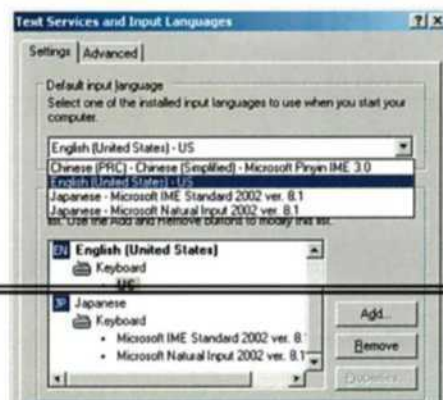 Text Services and Input Languages
Settings Advanced
Default input language
Select one of the installed input languages to use when you start your
computer.
English (United States) - US
Chinese (PRC) - Chinese (Simplified) - Microsoft Pinyin IME 3.0
English (United States) - US
Japanese - Microsoft IME Standard 2002 ver. 8.1
Japanese - Microsoft Natural Input 2002 ver. 8.1
list. Use the Add and Remove buttons to modify this list.
EN English (United States)
Keyboard
US
JP Japanese
Keyboard
• Microsoft IME Standard 2002 ver. 8.
• Microsoft Natural Input 2002 ver. 8.
Add...
Remove
Properties...